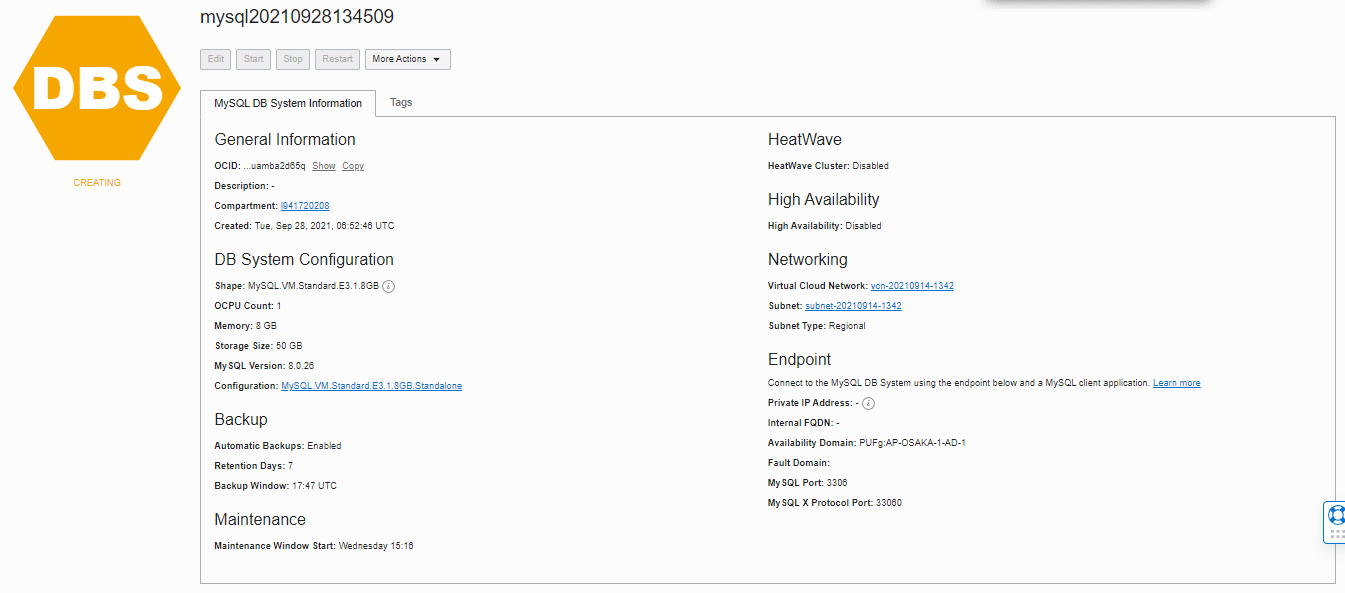 mysql20210928134509
Edit Start Stop Restart More Actions
DBS
CREATING
MySQL DB System Information Tags
General Information
OCID: ...uamba2d65q Show Copy
Description: -
Compartment: l941720208
Created: Tue, Sep 28, 2021, 06:52:46 UTC
DB System Configuration
Shape: MySQL.VM.Standard.E3.1.8GB
OCPU Count: 1
Memory: 8 GB
Storage Size: 50 GB
MySQL Version: 8.0.26
Configuration: MySQL.VM.Standard.E3.1.8GB.Standalone
Backup
Automatic Backups: Enabled
Retention Days: 7
Backup Window: 17:47 UTC
Maintenance
Maintenance Window Start: Wednesday 15:16
HeatWave
HeatWave Cluster: Disabled
High Availability
High Availability: Disabled
Networking
Virtual Cloud Network: vcn-20210914-1342
Subnet: subnet-20210914-1342
Subnet Type: Regional
Endpoint
Connect to the MySQL DB System using the endpoint below and a MySQL client application. Learn more
Private IP Address: -
Internal FQDN: -
Availability Domain: PUFg:AP-OSAKA-1-AD-1
Fault Domain:
MySQL Port: 3306
MySQL X Protocol Port: 33060